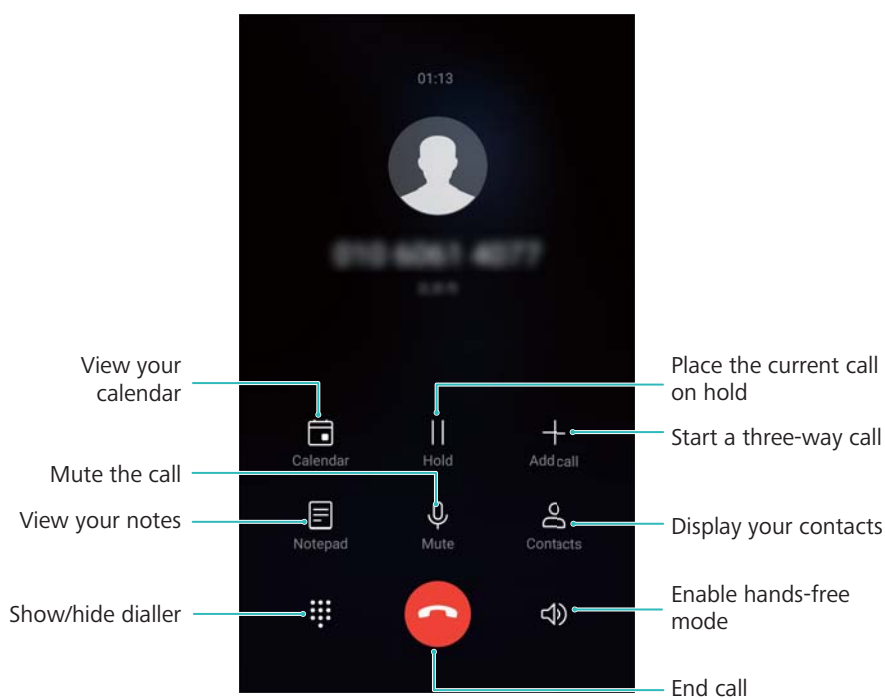 01:13
View your
calendar
Place the current call
on hold
Calendar
Hold
Add call
Start a three-way call
Mute the call
View your notes
Notepad
Mute
Contacts
Display your contacts
Show/hide dialler
Enable hands-free
mode
End call